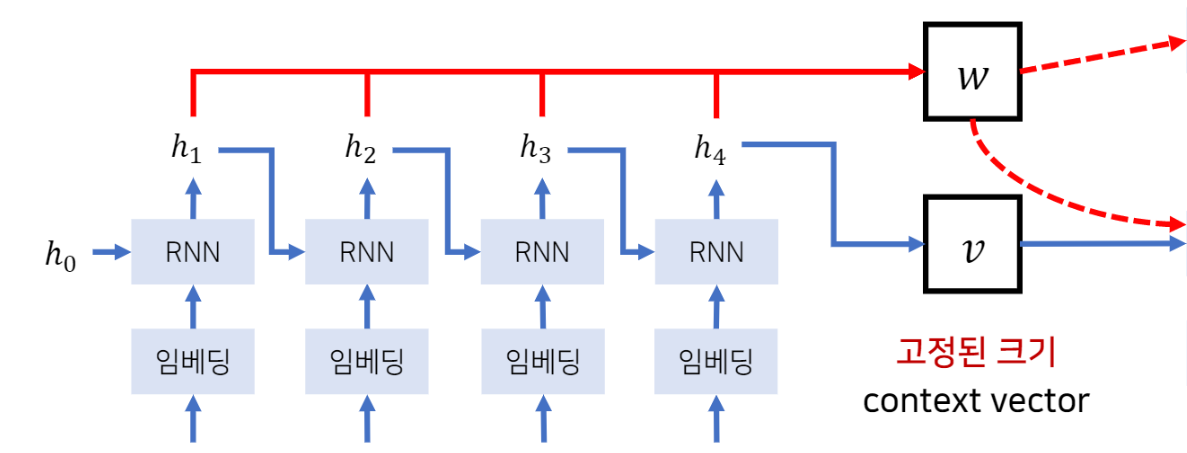 w
h₁ h₂ h₃ h₄
h₀ RNN RNN RNN RNN v
임베딩 임베딩 임베딩 임베딩
고정된 크기
context vector